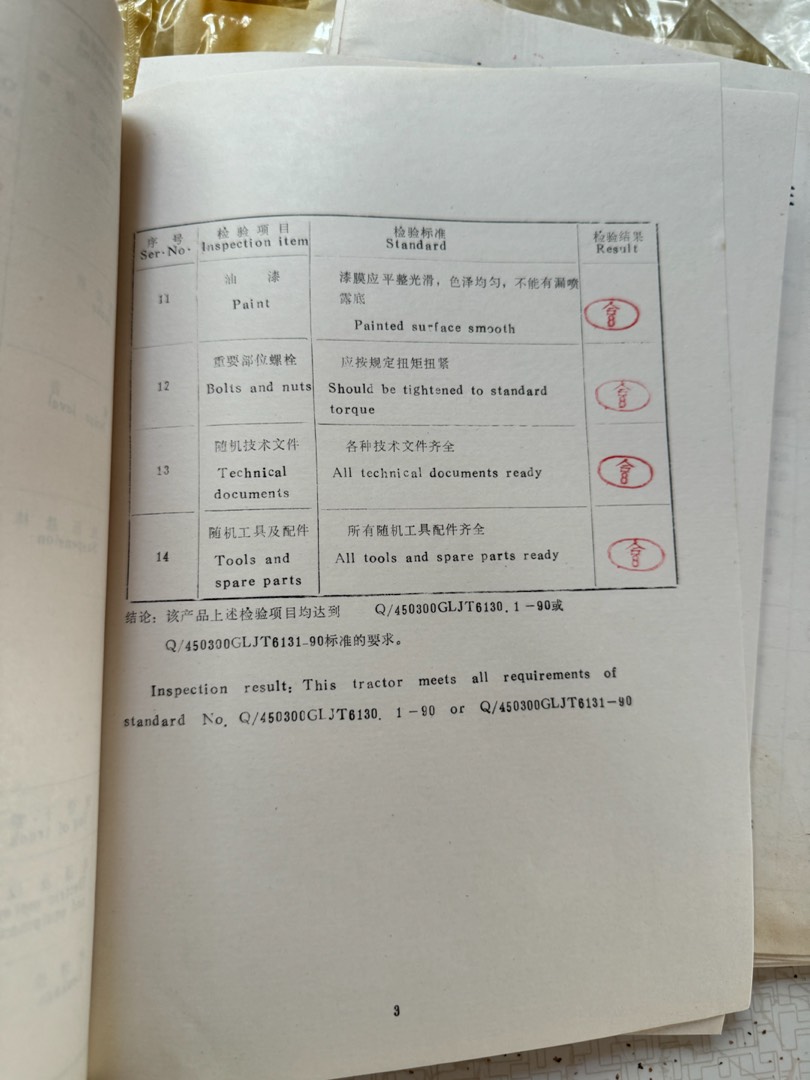 序 号
Ser·No·
检 验 项 目
Inspection item
检验标准
Standard
检验结果
Result
11
油 漆
Paint
漆膜应平整光滑，色泽均匀，不能有漏喷
露底
Painted surface smooth
合
12
重要部位螺栓
Bolts and nuts
应按规定扭矩扭紧
Should be tightened to standard
torque
合
13
随机技术文件
Technical
documents
各种技术文件齐全
All technical documents ready
合
14
随机工具及配件
Tools and
spare parts
所有随机工具配件齐全
All tools and spare parts ready
合
结论：该产品上述检验项目均达到 Q/450300GLJT6130.1－90或
Q/450300GLJT6131-90标准的要求。
Inspection result: This tractor meets all requirements of
standard No. Q/450300GLJT6130. 1－90 or Q/450300GLJT6131－90
3